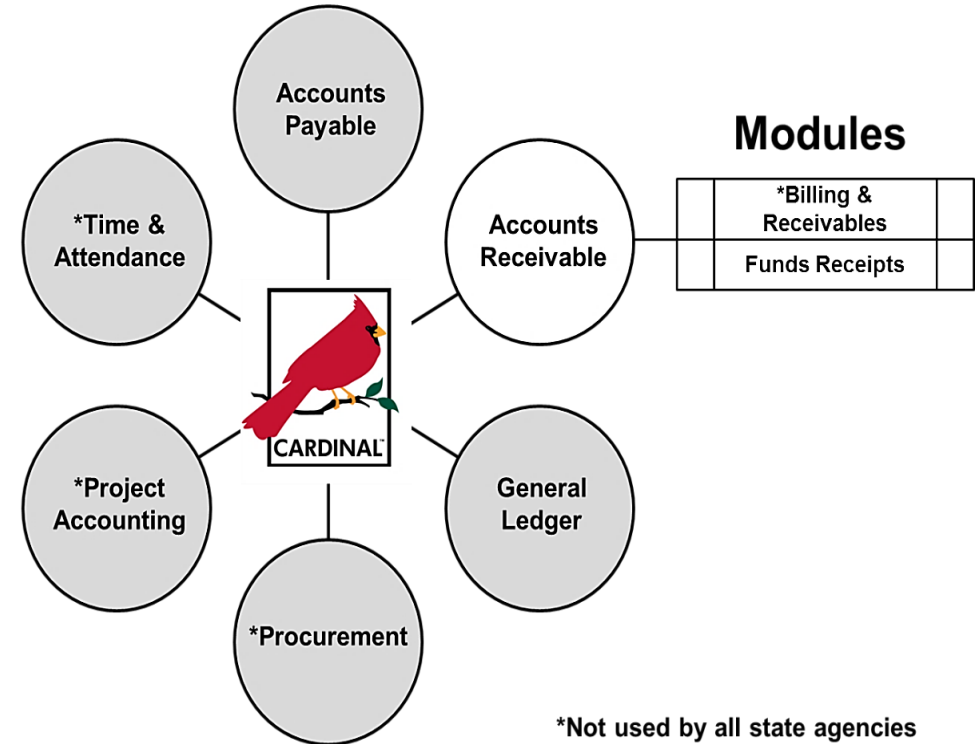 Accounts
Payable
Modules
*Time &
Attendance
Accounts
Receivable
*Billing &
Receivables
Funds Receipts
CARDINAL™
*Project
Accounting
General
Ledger
*Procurement
*Not used by all state agencies